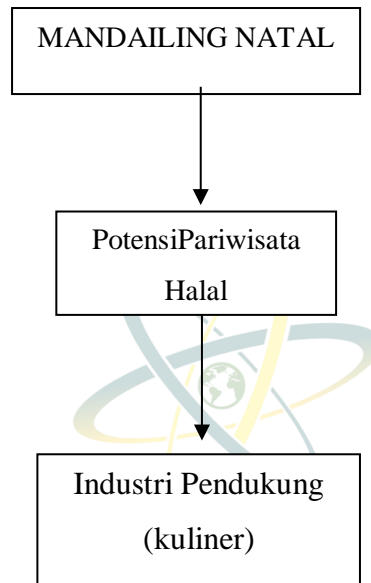 MANDAILING NATAL
PotensiPariwisata
Halal
Industri Pendukung
(kuliner)